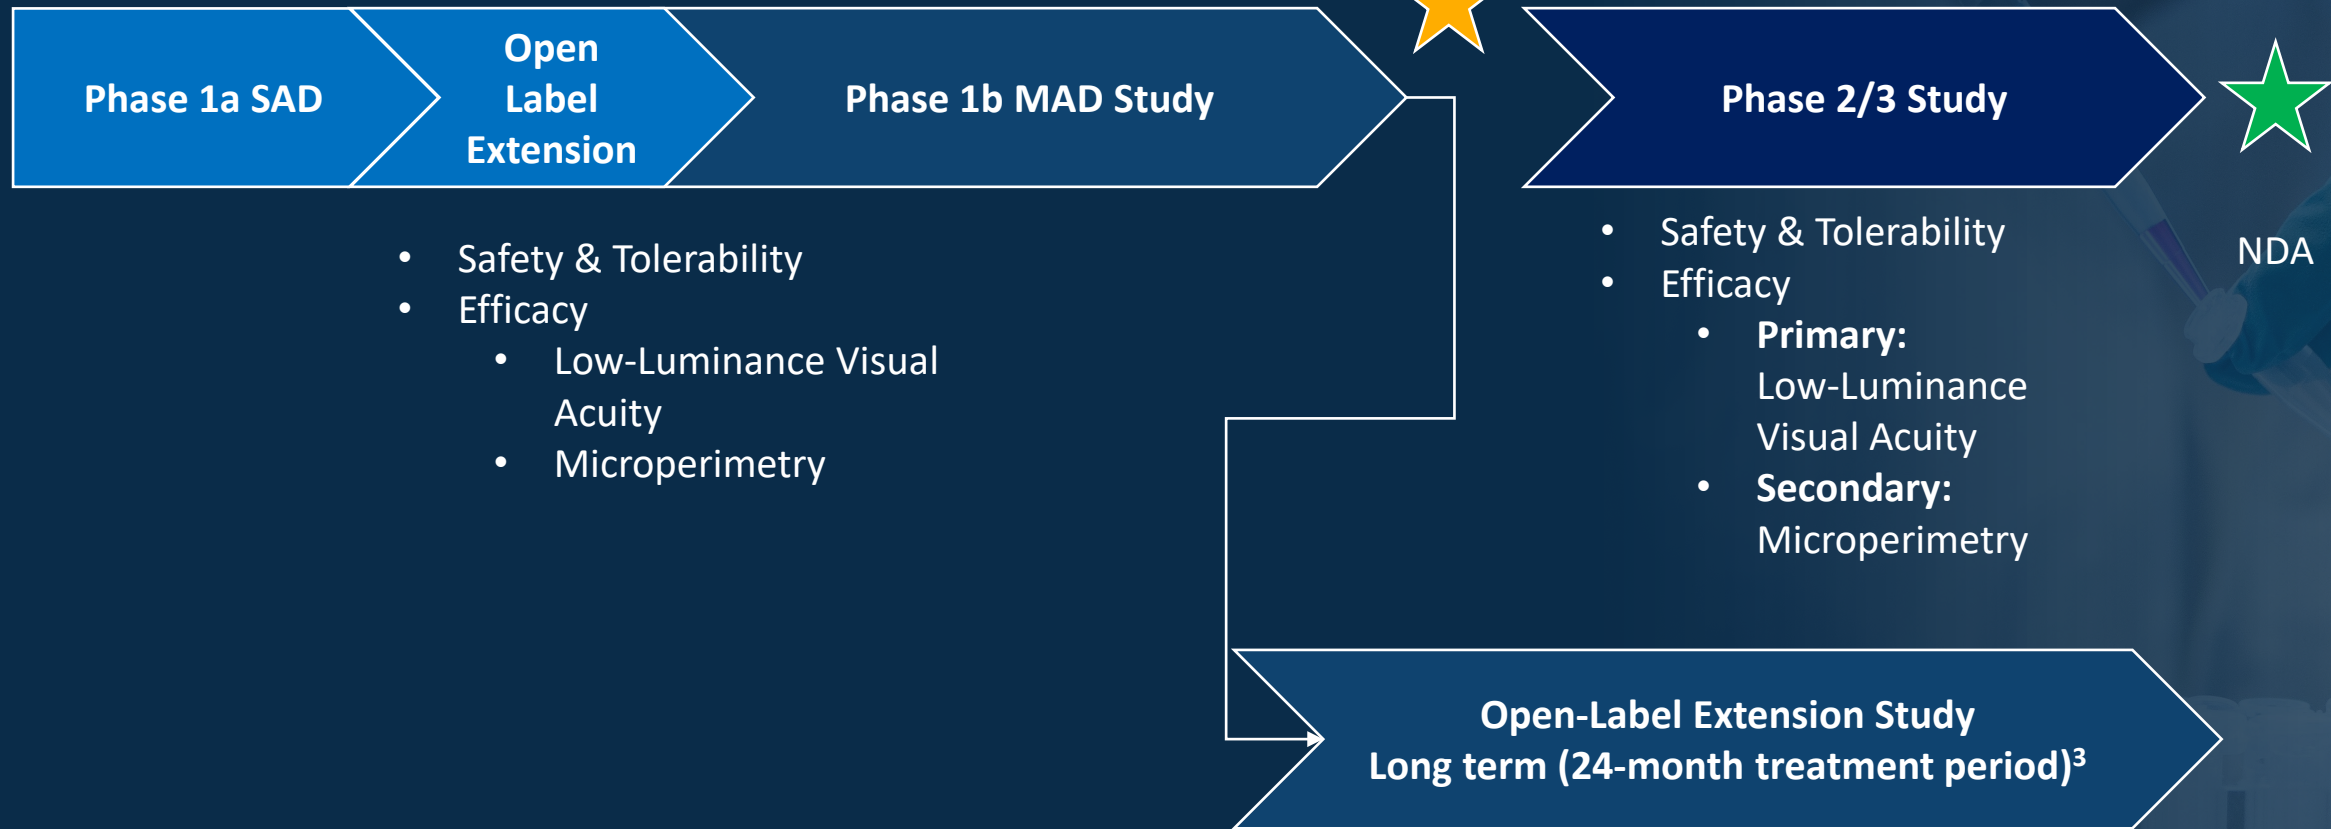 Phase 1a SAD
Open
Label
Extension
Phase 1b MAD Study
Phase 2/3 Study
NDA
• Safety & Tolerability
• Efficacy
• Low-Luminance Visual
Acuity
• Microperimetry
• Safety & Tolerability
• Efficacy
• Primary:
Low-Luminance
Visual Acuity
• Secondary:
Microperimetry
Open-Label Extension Study
Long term (24-month treatment period)³